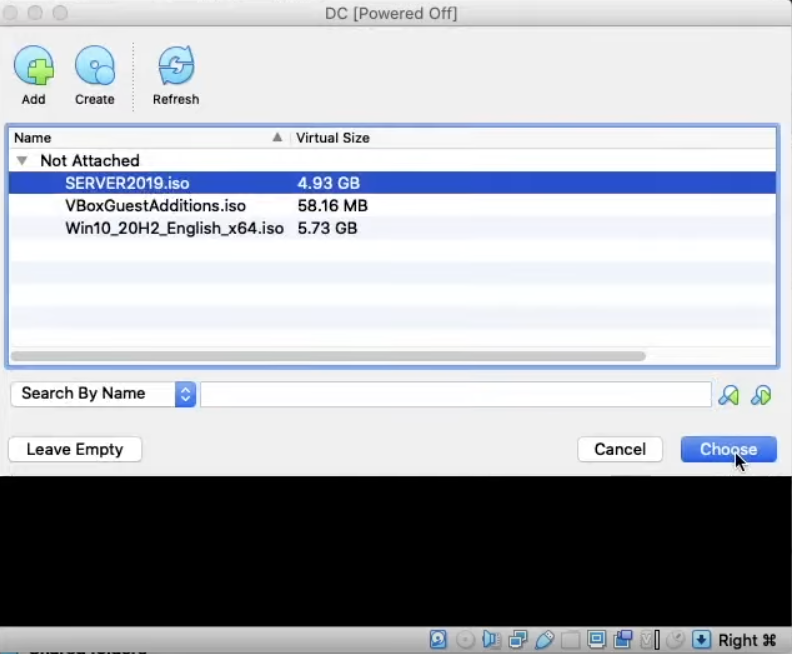 DC [Powered Off]
Add Create Refresh
Name Virtual Size
Not Attached
SERVER2019.iso 4.93 GB
VBoxGuestAdditions.iso 58.16 MB
Win10_20H2_English_x64.iso 5.73 GB
Search By Name
Leave Empty Cancel Choose
Right ⌘